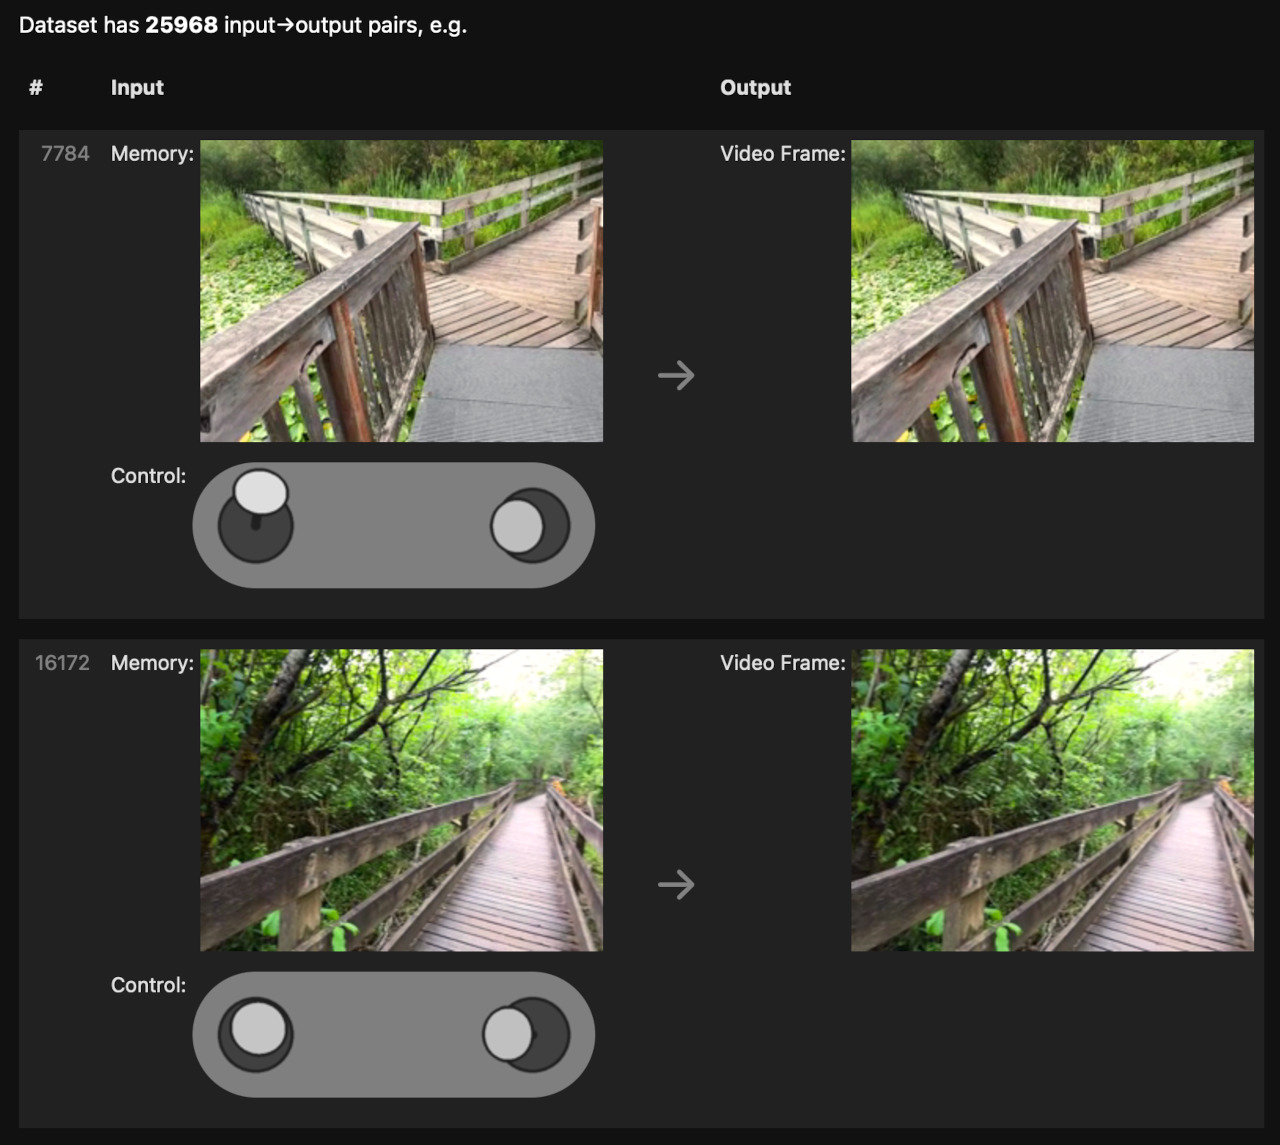 Dataset has 25968 input→output pairs, e.g.
# Input Output
7784 Memory: Video Frame:
Control:
16172 Memory: Video Frame:
Control: